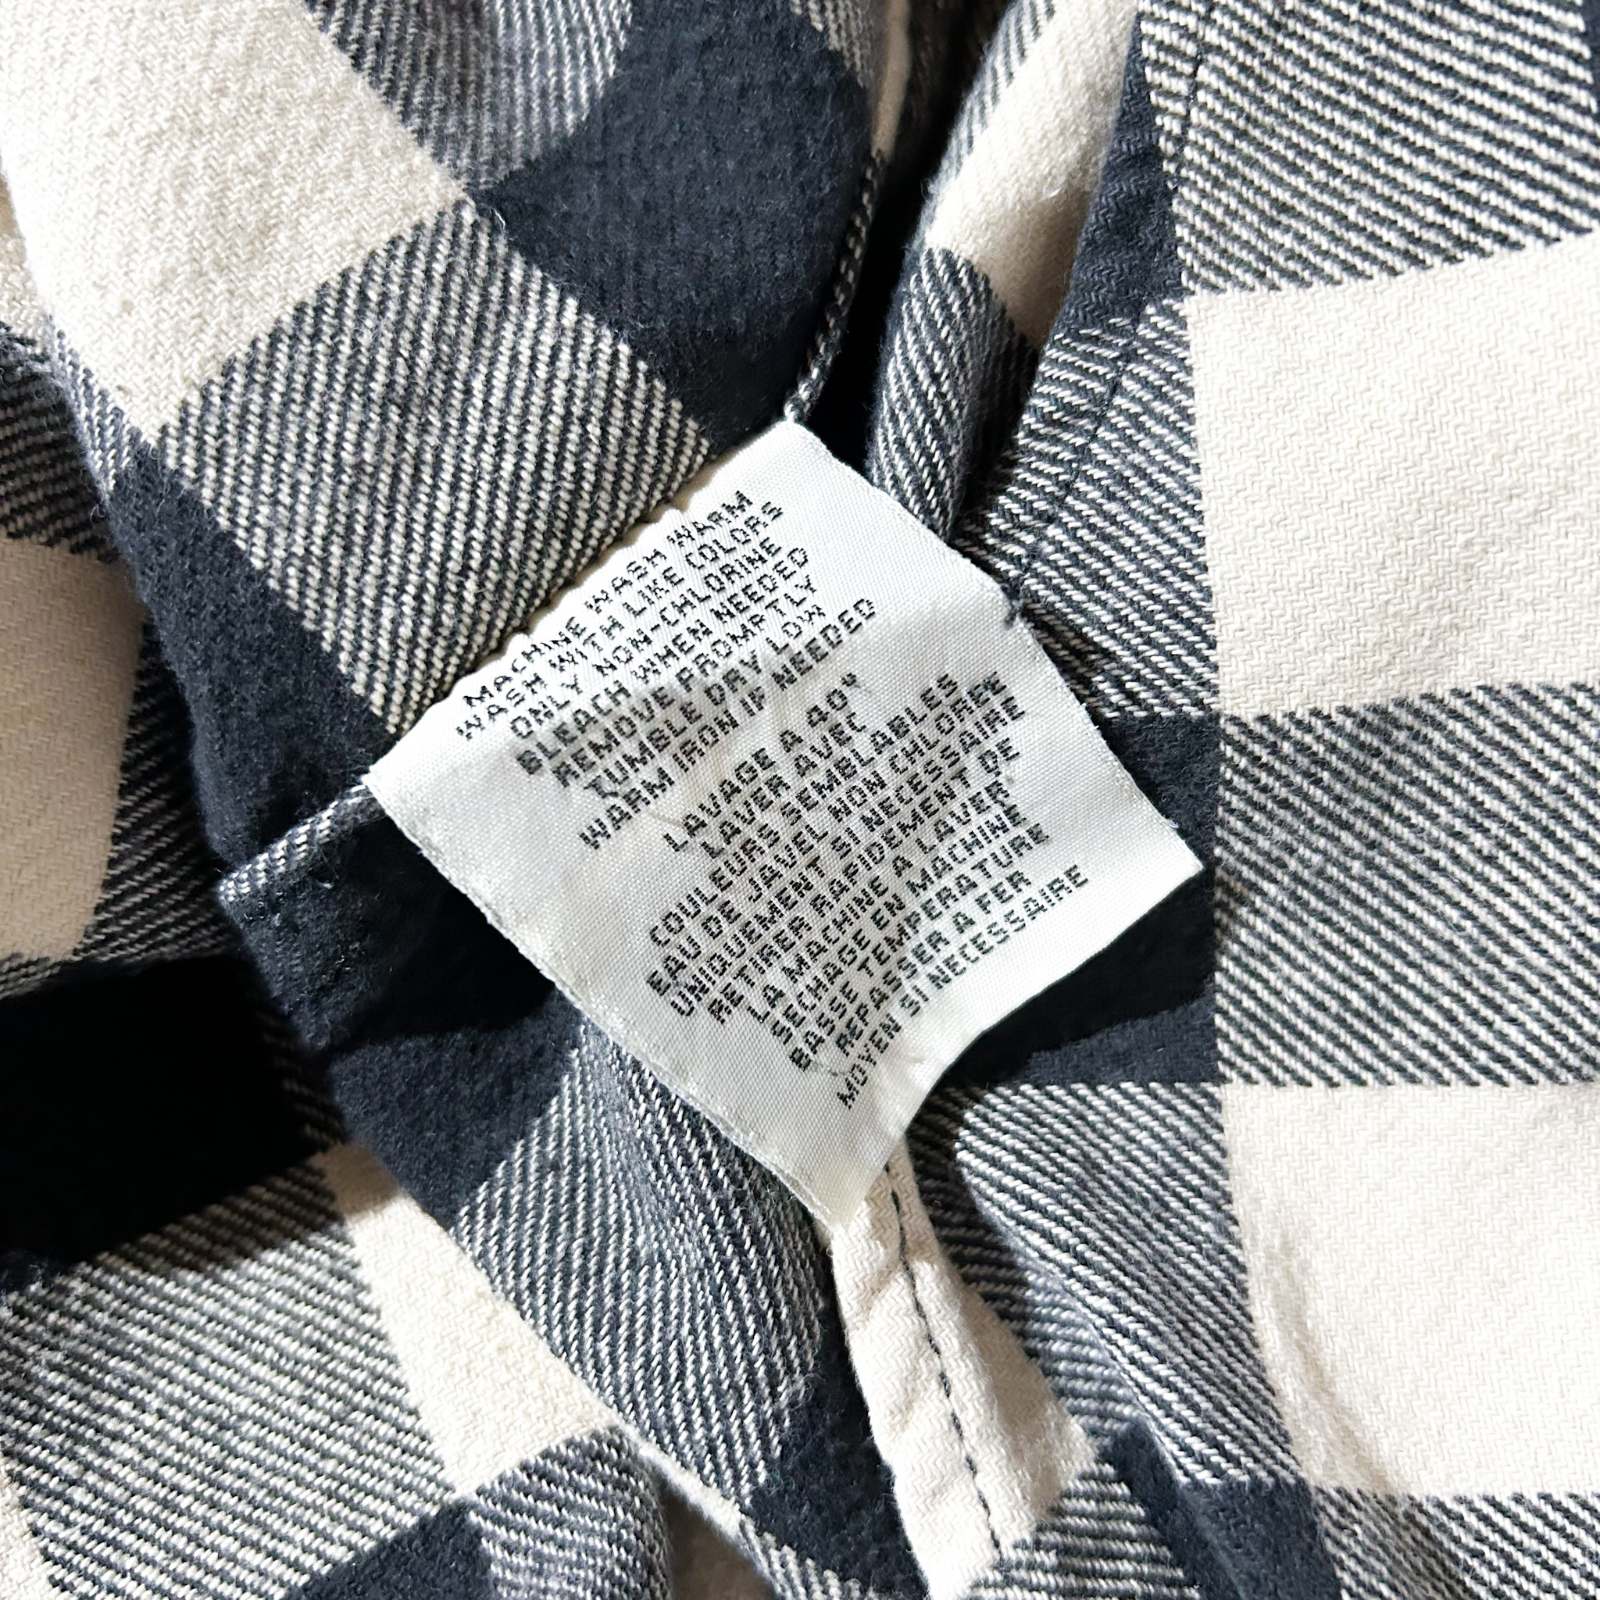 MACHINE WASH WARM
WASH WITH LIKE COLORS
ONLY NON-CHLORINE
BLEACH WHEN NEEDED
REMOVE PROMPTLY
TUMBLE DRY LOW
WARM IRON IF NEEDED
LAVAGE A 40°
LAVER AVEC
COULEURS SEMBLABLES
EAU DE JAVEL NON CHLOREE
UNIQUEMENT SI NECESSAIRE
RETIRER RAPIDEMENT DE
LA MACHINE A LAVER
SECHAGE EN MACHINE
BASSE TEMPERATURE
REPASSER A FER
MOYEN SI NECESSAIRE